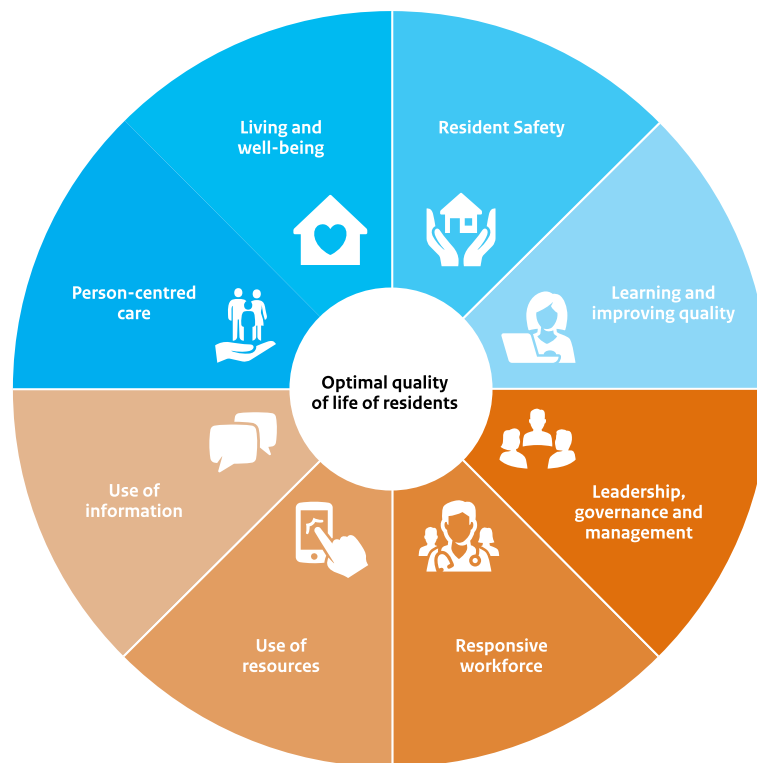 Living and
well-being
Resident Safety
Person-centred
care
Learning and
improving quality
Optimal quality
of life of residents
Use of
information
Leadership,
governance and
management
Use of
resources
Responsive
workforce